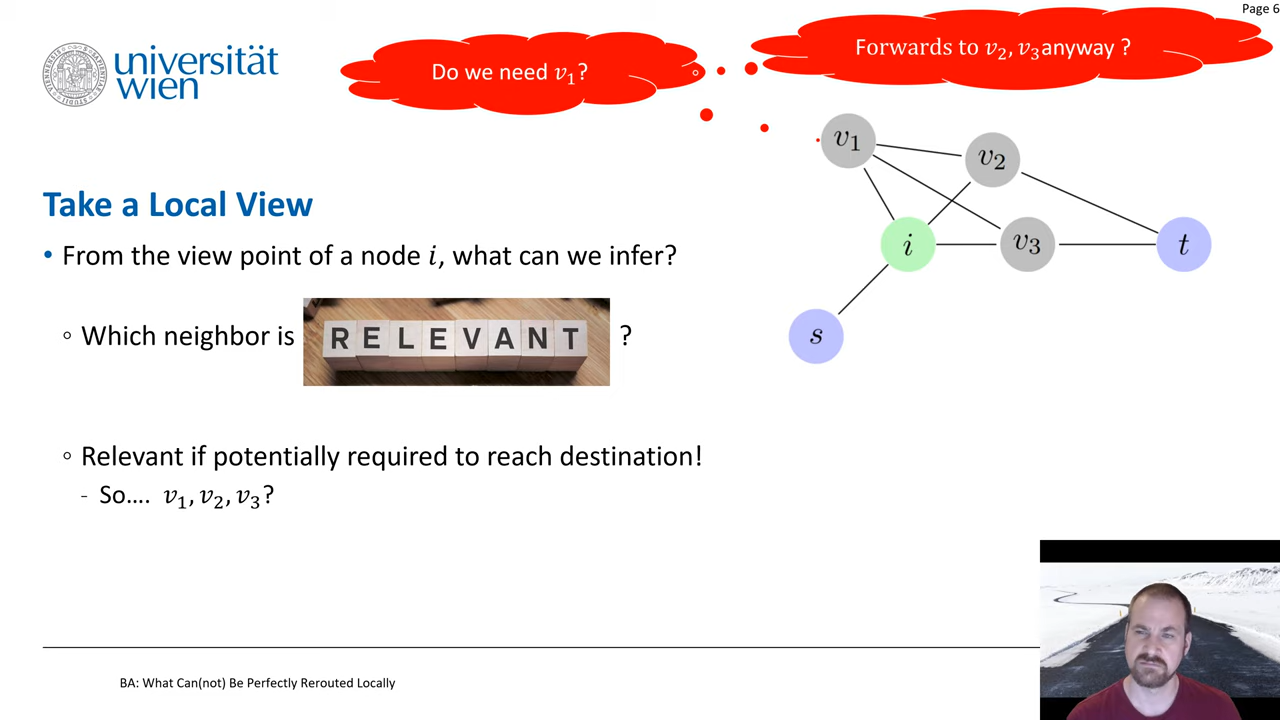 Page 6
universität
wien
Do we need v₁?
Forwards to v₂, v₃anyway ?
v₁
v₂
Take a Local View
i
v₃
t
• From the view point of a node i, what can we infer?
◦ Which neighbor is RELEVANT ?
s
◦ Relevant if potentially required to reach destination!
- So…. v₁, v₂, v₃?
BA: What Can(not) Be Perfectly Rerouted Locally